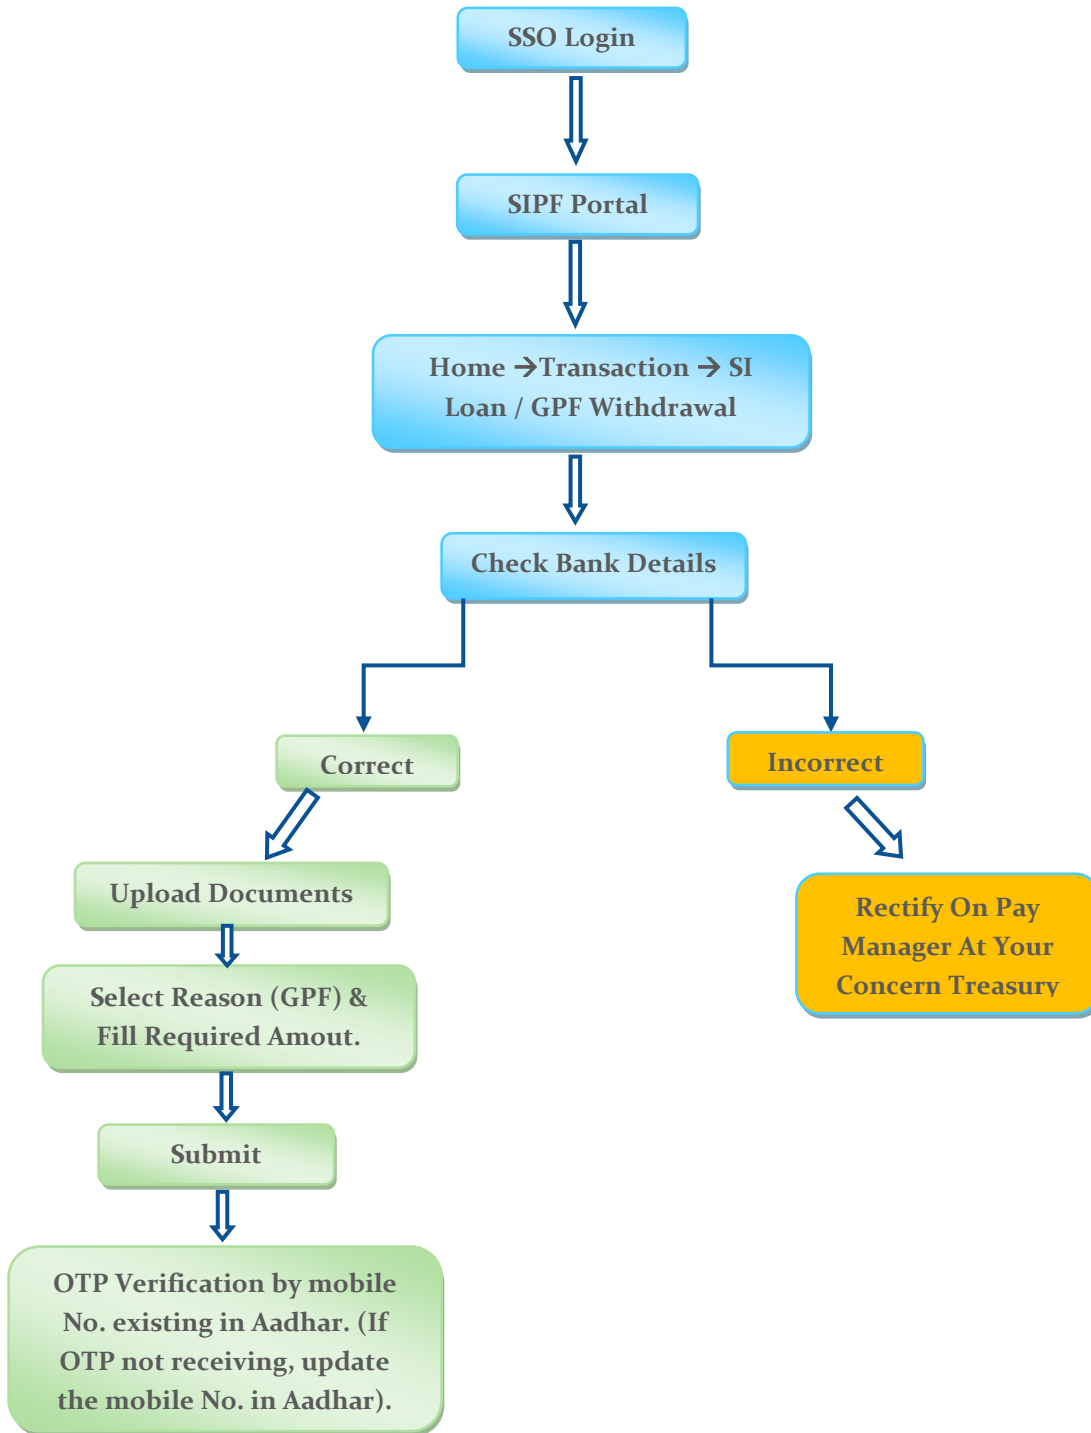 SSO Login
SIPF Portal
Home →Transaction → SI
Loan / GPF Withdrawal
Check Bank Details
Correct
Incorrect
Upload Documents
Rectify On Pay
Manager At Your
Concern Treasury
Select Reason (GPF) &
Fill Required Amout.
Submit
OTP Verification by mobile
No. existing in Aadhar. (If
OTP not receiving, update
the mobile No. in Aadhar).